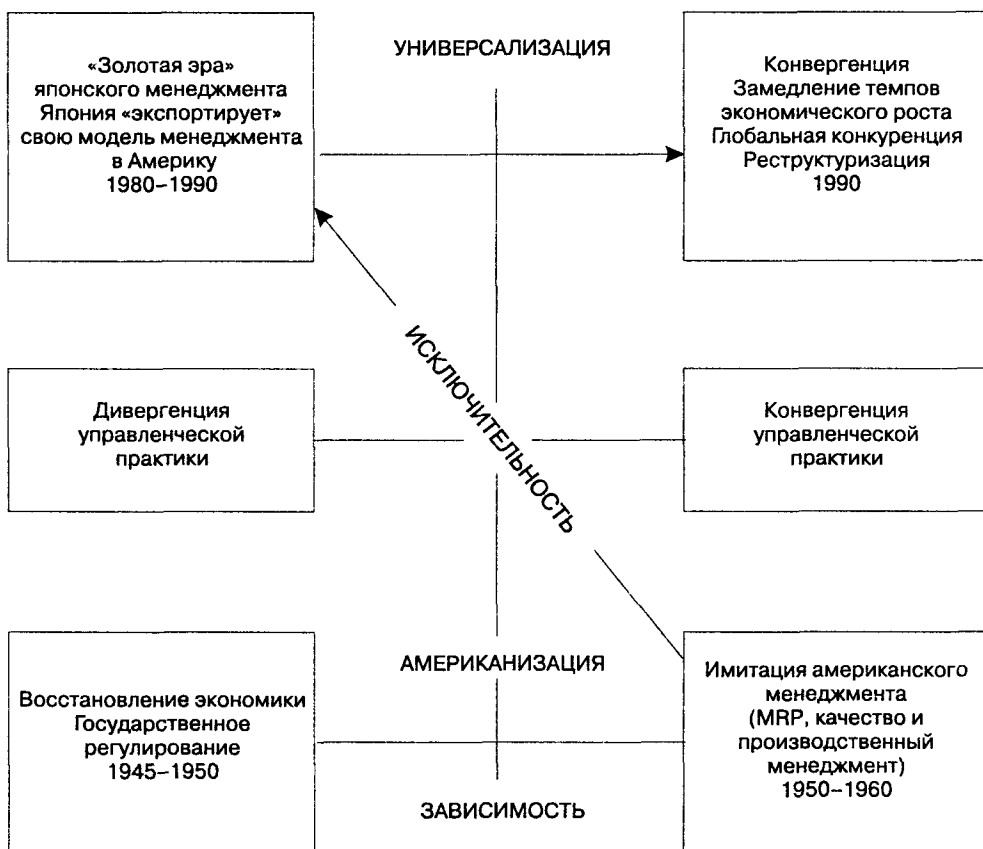 «Золотая эра»
японского менеджмента
Япония «экспортирует»
свою модель менеджмента
в Америку
1980–1990
УНИВЕРСАЛИЗАЦИЯ
Конвергенция
Замедление темпов
экономического роста
Глобальная конкуренция
Реструктуризация
1990
ИСКЛЮЧИТЕЛЬНОСТЬ
Дивергенция
управленческой
практики
Конвергенция
управленческой
практики
Восстановление экономики
Государственное
регулирование
1945–1950
АМЕРИКАНИЗАЦИЯ
ЗАВИСИМОСТЬ
Имитация американского
менеджмента
(MRP, качество и
производственный
менеджмент)
1950–1960